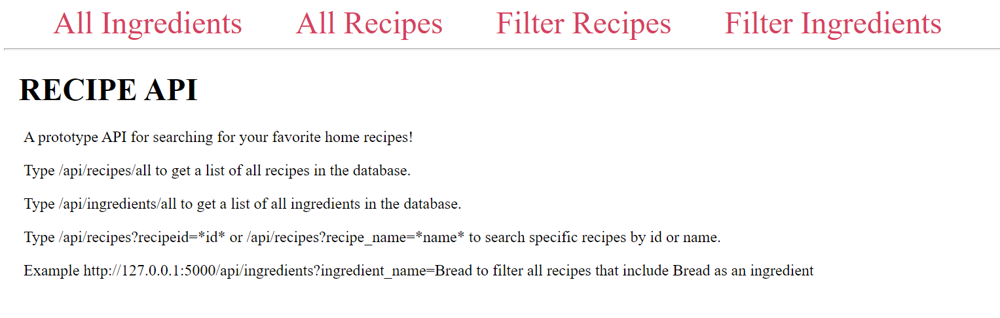 All Ingredients All Recipes Filter Recipes Filter Ingredients
RECIPE API
A prototype API for searching for your favorite home recipes!
Type /api/recipes/all to get a list of all recipes in the database.
Type /api/ingredients/all to get a list of all ingredients in the database.
Type /api/recipes?recipeid=*id* or /api/recipes?recipe_name=*name* to search specific recipes by id or name.
Example http://127.0.0.1:5000/api/ingredients?ingredient_name=Bread to filter all recipes that include Bread as an ingredient